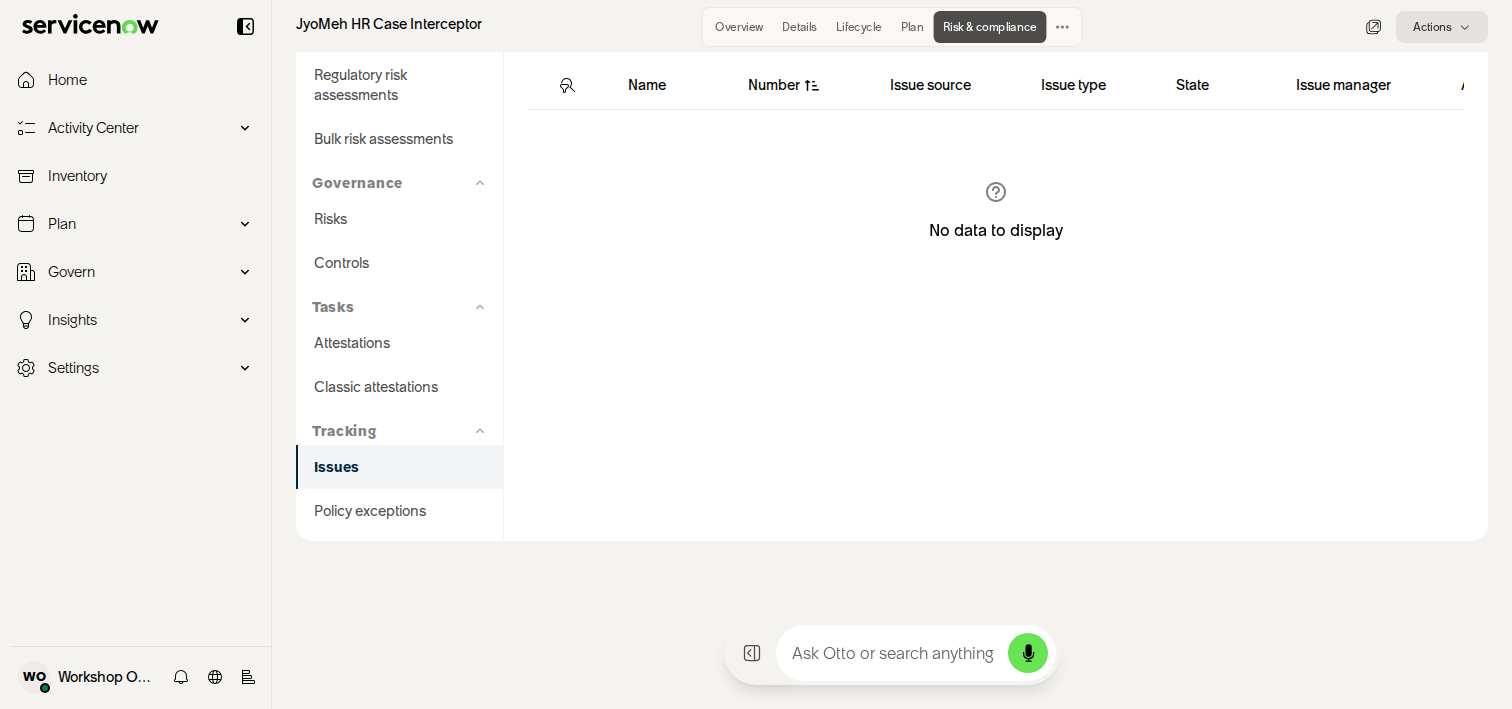 servicenow
JyoMeh HR Case Interceptor
Overview
Details
Lifecycle
Plan
Risk & compliance
Actions
Home
Activity Center
Inventory
Plan
Govern
Insights
Settings
Regulatory risk
assessments
Bulk risk assessments
Governance
Risks
Controls
Tasks
Attestations
Classic attestations
Tracking
Issues
Policy exceptions
Name
Number
Issue source
Issue type
State
Issue manager
No data to display
Ask Otto or search anything
WO
Workshop O...